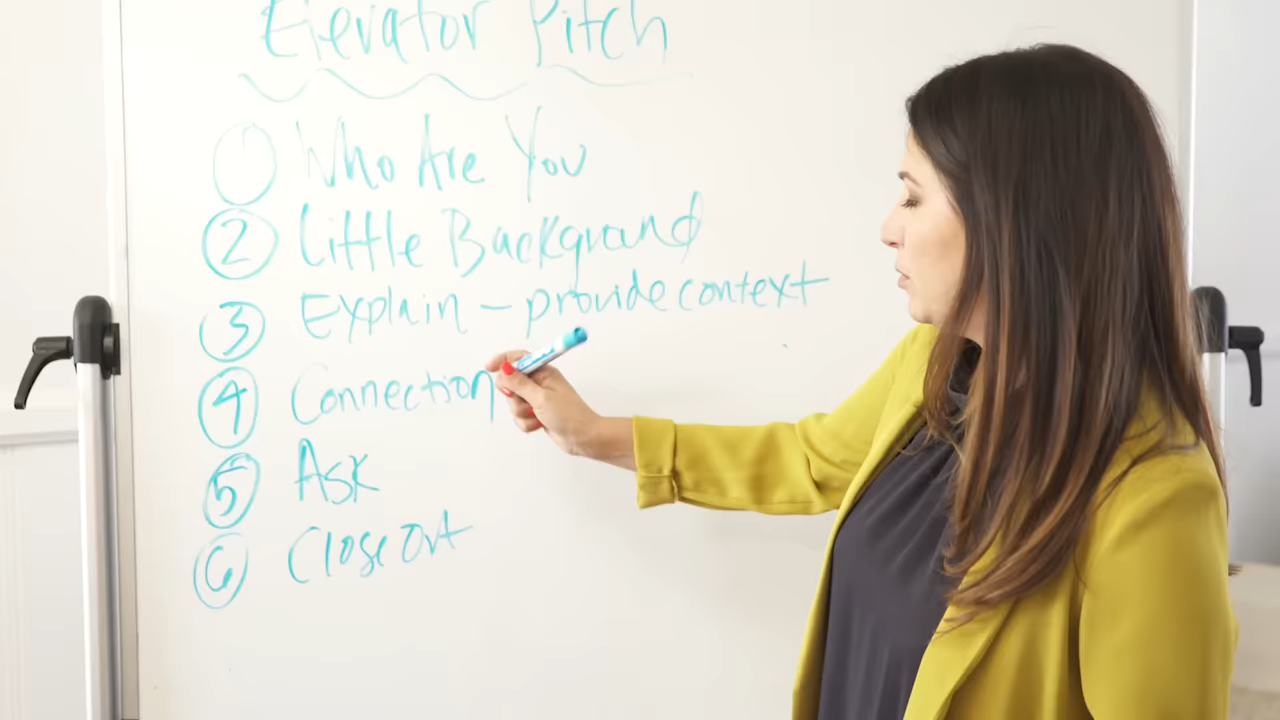 Elevator Pitch
1 Who Are You
2 Little Background
3 Explain - provide context
4 Connection
5 Ask
6 Close Out